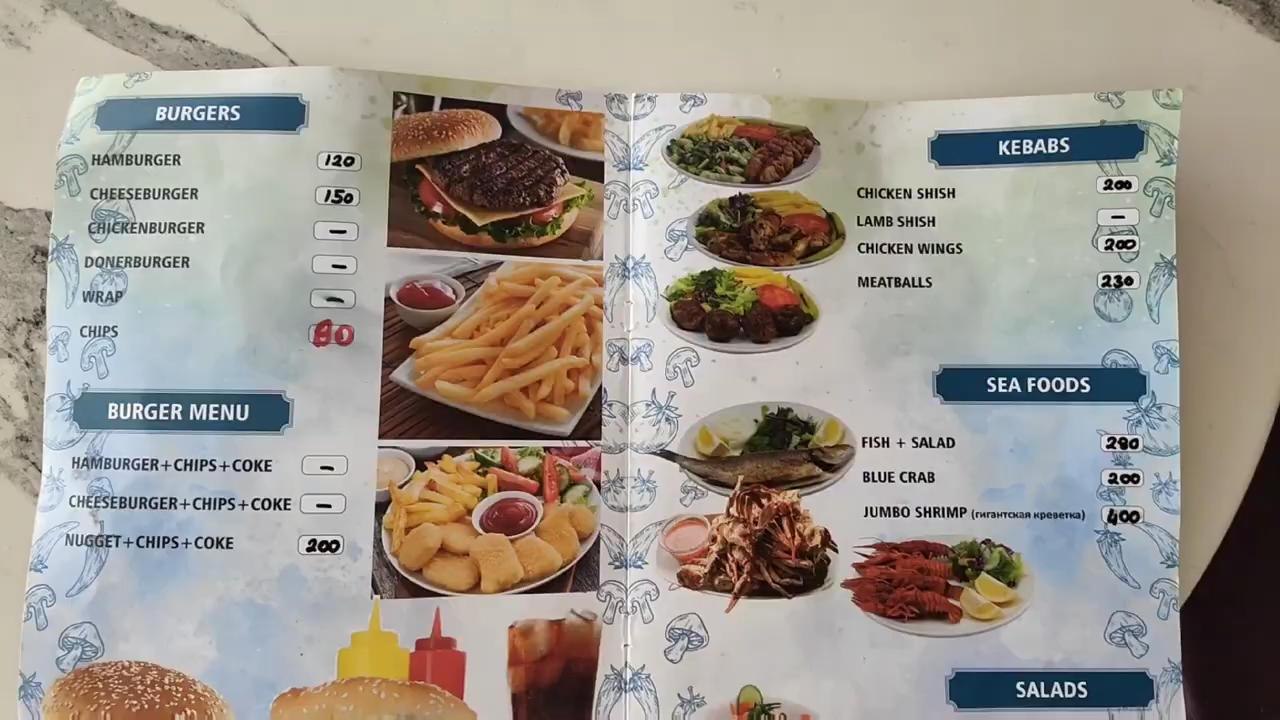 BURGERS
HAMBURGER 120
CHEESEBURGER 150
CHICKENBURGER -
DONERBURGER -
WRAP -
CHIPS 80
BURGER MENU
HAMBURGER+CHIPS+COKE -
CHEESEBURGER+CHIPS+COKE -
NUGGET+CHIPS+COKE 200
KEBABS
CHICKEN SHISH 200
LAMB SHISH -
CHICKEN WINGS 200
MEATBALLS 230
SEA FOODS
FISH + SALAD 280
BLUE CRAB 200
JUMBO SHRIMP (гигантская креветка) 400
SALADS